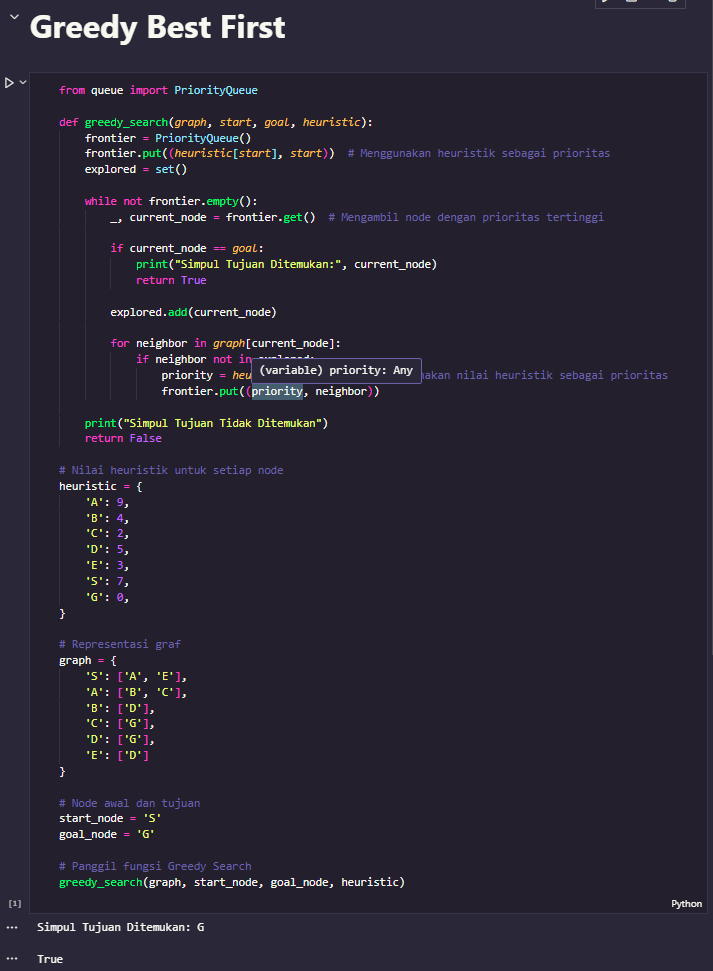 Greedy Best First
from queue import PriorityQueue
def greedy_search(graph, start, goal, heuristic):
frontier = PriorityQueue()
frontier.put((heuristic[start], start))  # Menggunakan heuristik sebagai prioritas
explored = set()
while not frontier.empty():
_, current_node = frontier.get()  # Mengambil node dengan prioritas tertinggi
if current_node == goal:
print("Simpul Tujuan Ditemukan:", current_node)
return True
explored.add(current_node)
for neighbor in graph[current_node]:
if neighbor not in
(variable) priority: Any
priority = nilai heuristik sebagai prioritas
frontier.put((priority, neighbor))
print("Simpul Tujuan Tidak Ditemukan")
return False
# Nilai heuristik untuk setiap node
heuristic = {
'A': 9,
'B': 4,
'C': 2,
'D': 5,
'E': 3,
'S': 7,
'G': 0,
}
# Representasi graf
graph = {
'S': ['A', 'E'],
'A': ['B', 'C'],
'B': ['D'],
'C': ['G'],
'D': ['G'],
'E': ['D']
}
# Node awal dan tujuan
start_node = 'S'
goal_node = 'G'
# Panggil fungsi Greedy Search
greedy_search(graph, start_node, goal_node, heuristic)
[1]
Python
Simpul Tujuan Ditemukan: G
True